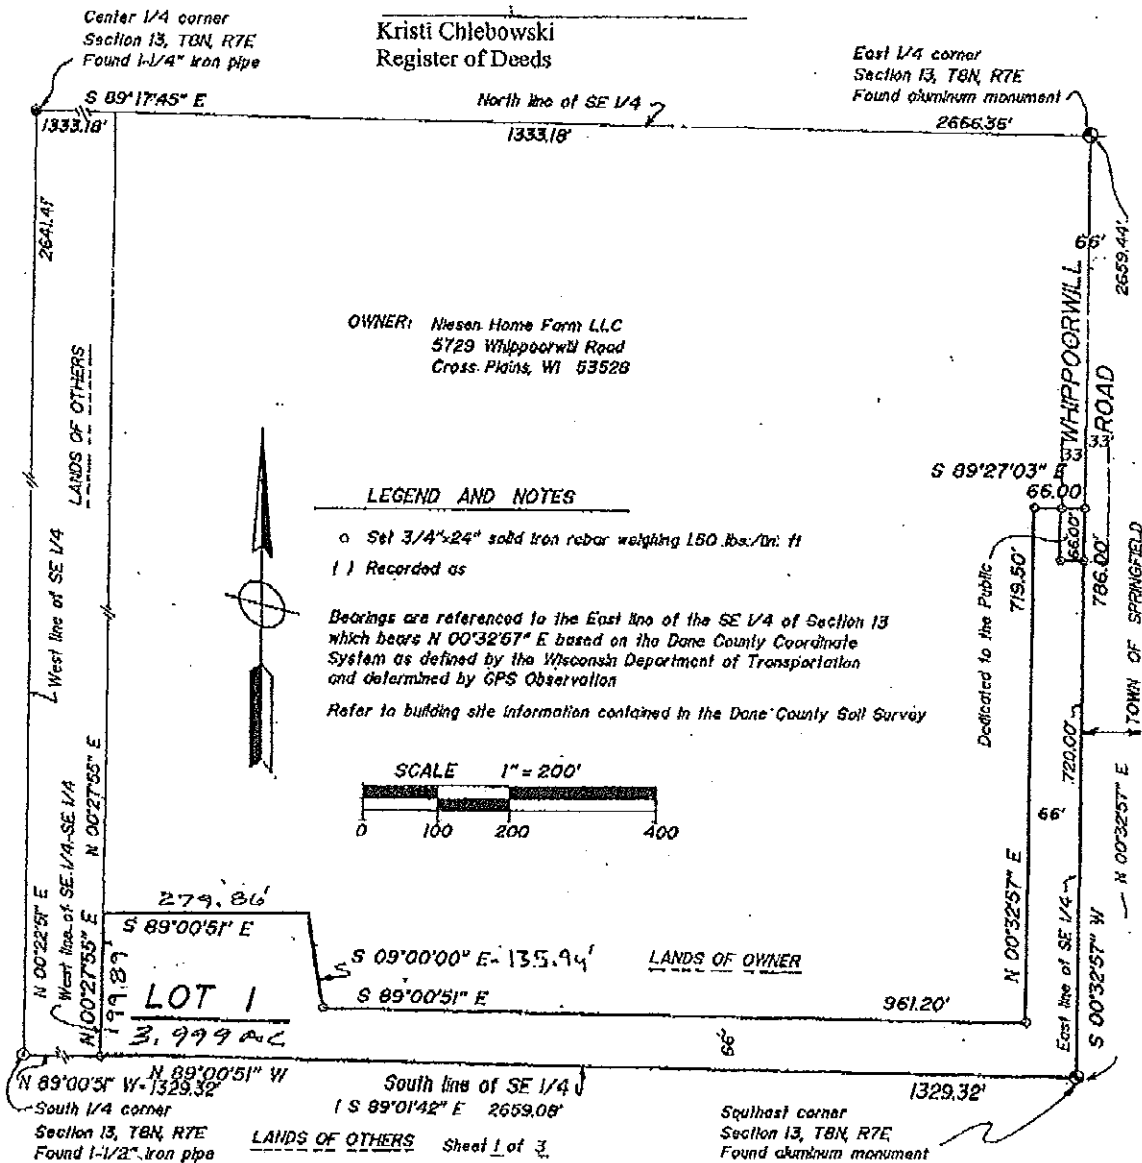 Center 1/4 corner
Section 13, T8N, R7E
Found 1-1/4" iron pipe
Kristi Chlebowski
Register of Deeds
East 1/4 corner
Section 13, T8N, R7E
Found aluminum monument
S 89°17'45" E
North line of SE 1/4
1333.18'
1333.18'
2666.35'
2641.41'
66'
2659.44'
WHIPPOORWILL
ROAD
OWNER: Niesen Home Farm LLC
5729 Whippoorwill Road
Cross Plains, WI 53528
LANDS OF OTHERS
33
33
S 89°27'03" E
66.00
LEGEND AND NOTES
o Set 3/4"x24" solid iron rebar weighing 1.50 lbs./lin. ft
( ) Recorded as
66.00'
719.50'
786.00'
Dedicated to the Public
TOWN OF SPRINGFIELD
West line of SE 1/4
Bearings are referenced to the East line of the SE 1/4 of Section 13
which bears N 00°32'57" E based on the Dane County Coordinate
System as defined by the Wisconsin Department of Transportation
and determined by GPS Observation
Refer to building site information contained in the Dane County Soil Survey
SCALE 1" = 200'
0 100 200 400
720.00'
66'
N 00°32'57" E
N 00°27'55" E
West line of SE 1/4-SE 1/4
N 00°22'51" E
N 00°27'55" E
199.89'
279.86'
S 89°00'51" E
S 09°00'00" E - 135.94'
LANDS OF OWNER
N 00°32'57" E
East line of SE 1/4
S 00°32'57" W
LOT 1
3.999 AC
S 89°00'51" E
961.20'
66'
N 89°00'51" W - 1329.32'
N 89°00'51" W
South line of SE 1/4
1329.32'
( S 89°01'42" E 2659.08'
South 1/4 corner
Section 13, T8N, R7E
Found 1-1/2" iron pipe
LANDS OF OTHERS
Sheet 1 of 3
Southast corner
Section 13, T8N, R7E
Found aluminum monument